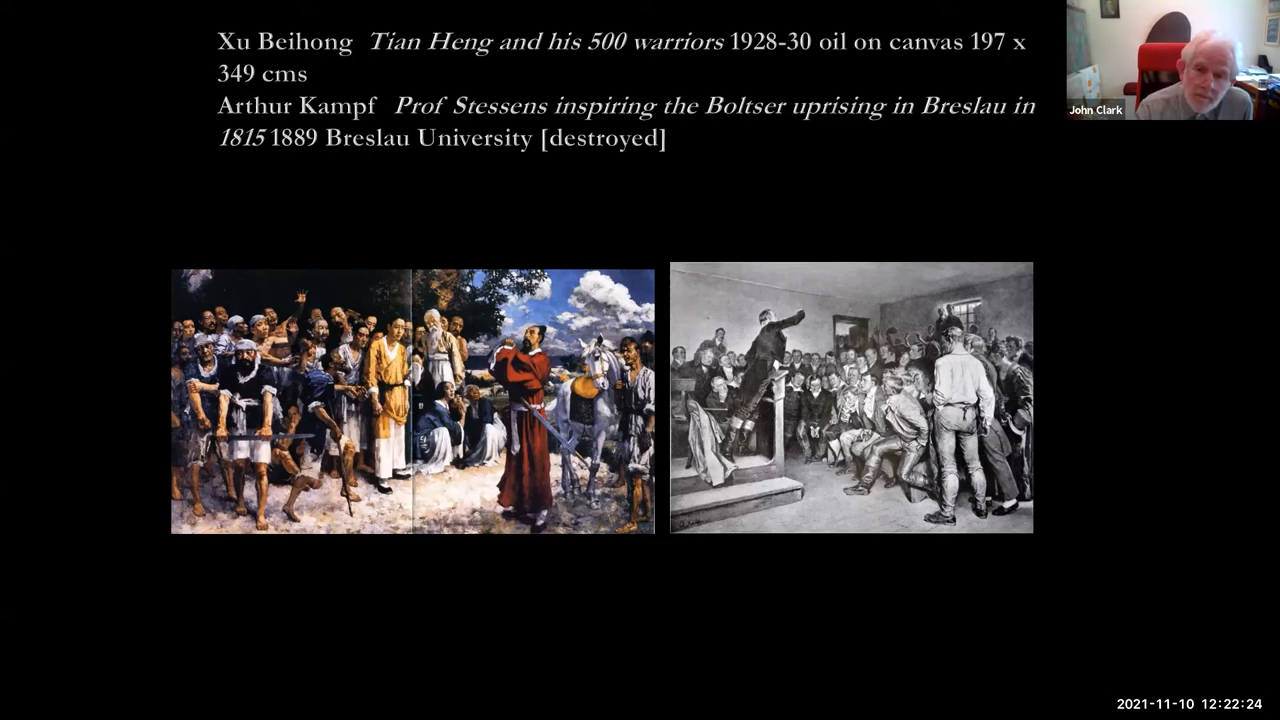 Xu Beihong Tian Heng and his 500 warriors 1928-30 oil on canvas 197 x
349 cms
Arthur Kampf Prof Stessens inspiring the Boltser uprising in Breslau in
1815 1889 Breslau University [destroyed]
John Clark
2021-11-10 12:22:24